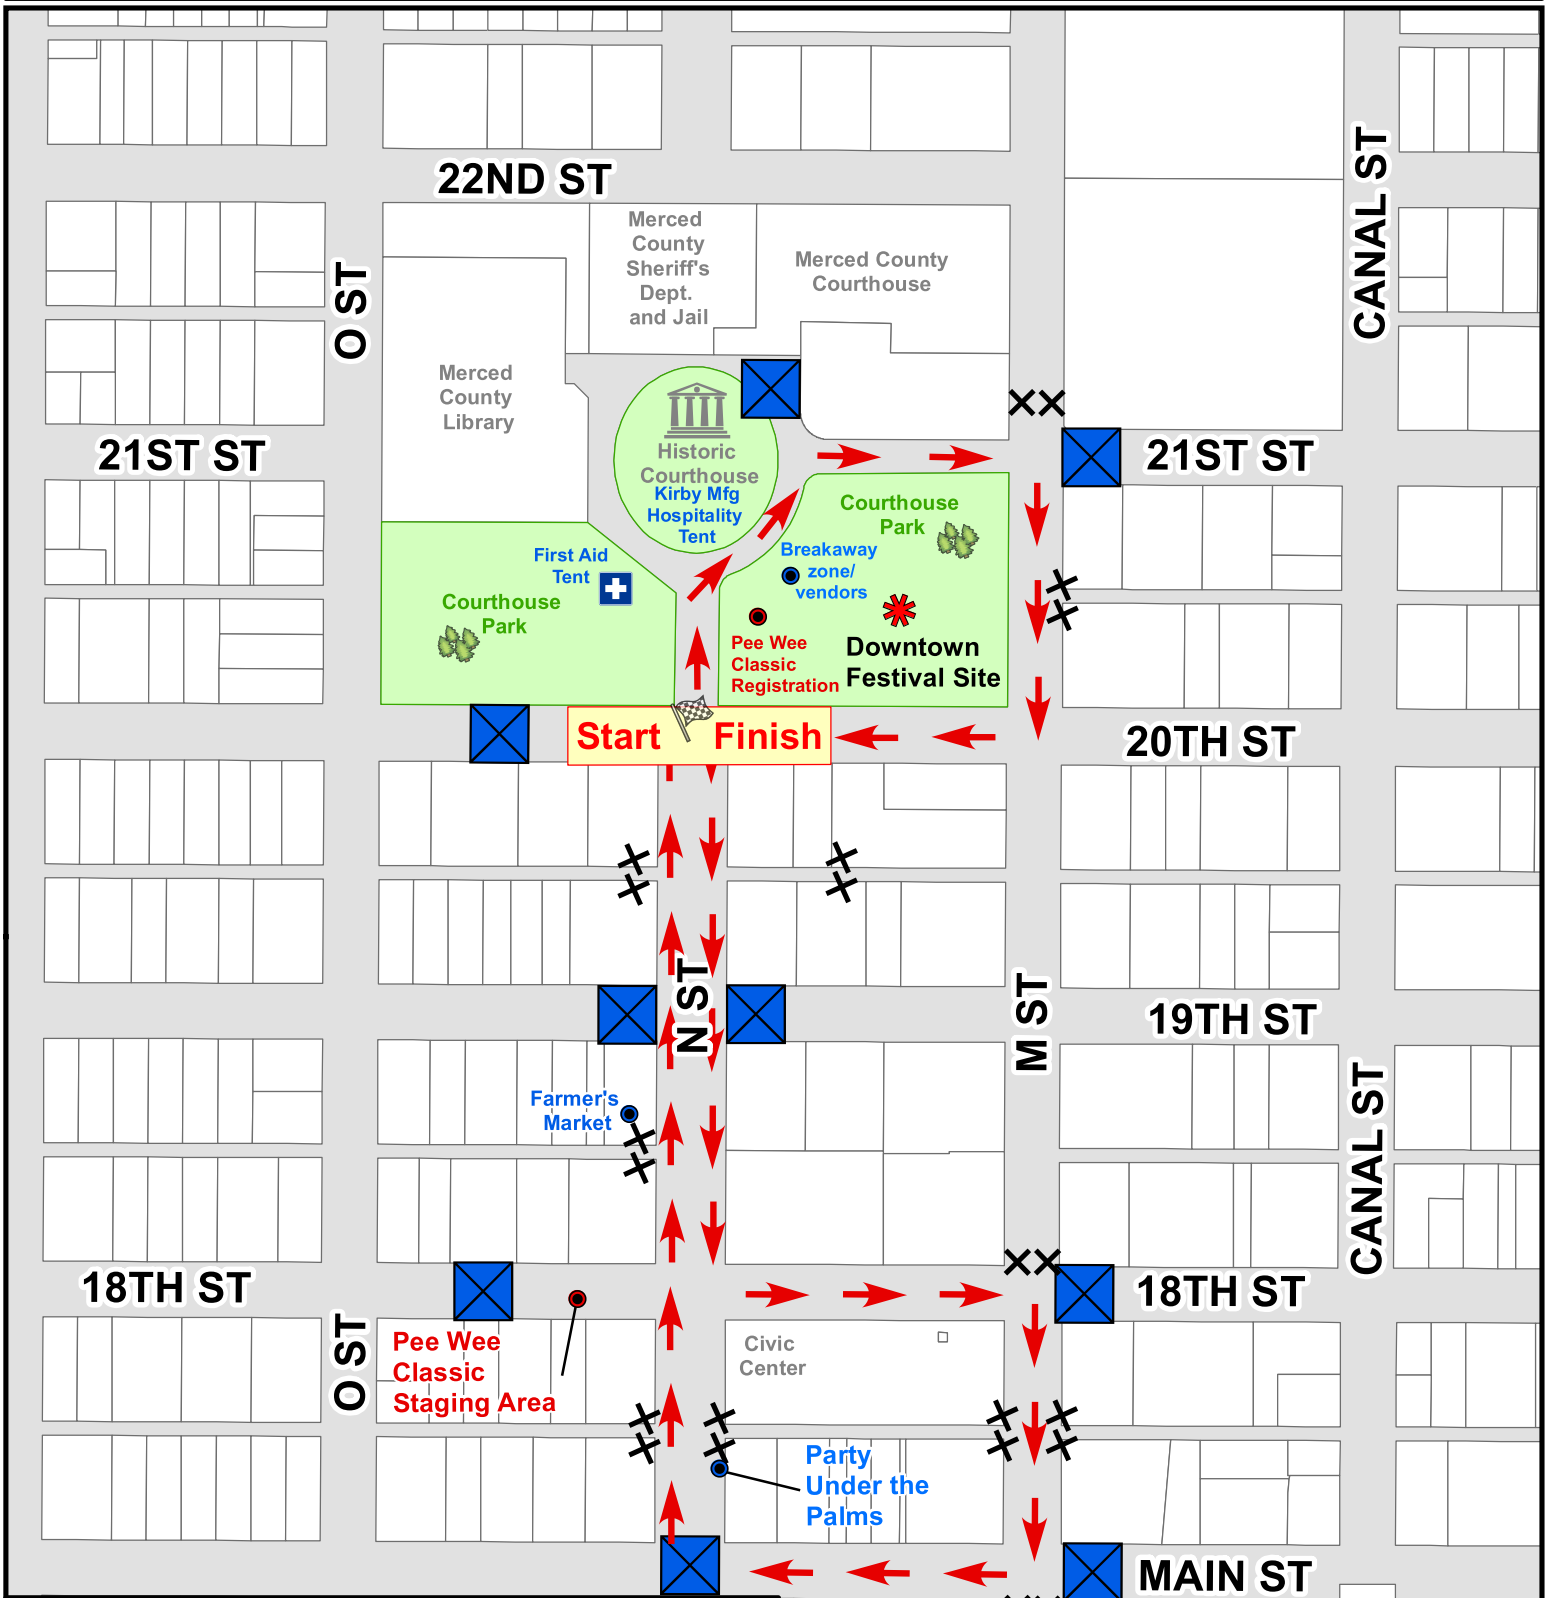 22ND ST
CANAL ST
O ST
Merced
County
Sheriff's
Dept.
and Jail
Merced County
Courthouse
Merced
County
Library
21ST ST
21ST ST
Historic
Courthouse
Kirby Mfg
Hospitality
Tent
Courthouse
Park
First Aid
Tent
Breakaway
zone/
vendors
Courthouse
Park
Pee Wee
Classic
Registration
Downtown
Festival Site
Start Finish
20TH ST
N ST
M ST
19TH ST
Farmer's
Market
CANAL ST
18TH ST
18TH ST
O ST
Pee Wee
Classic
Staging Area
Civic
Center
Party
Under the
Palms
MAIN ST